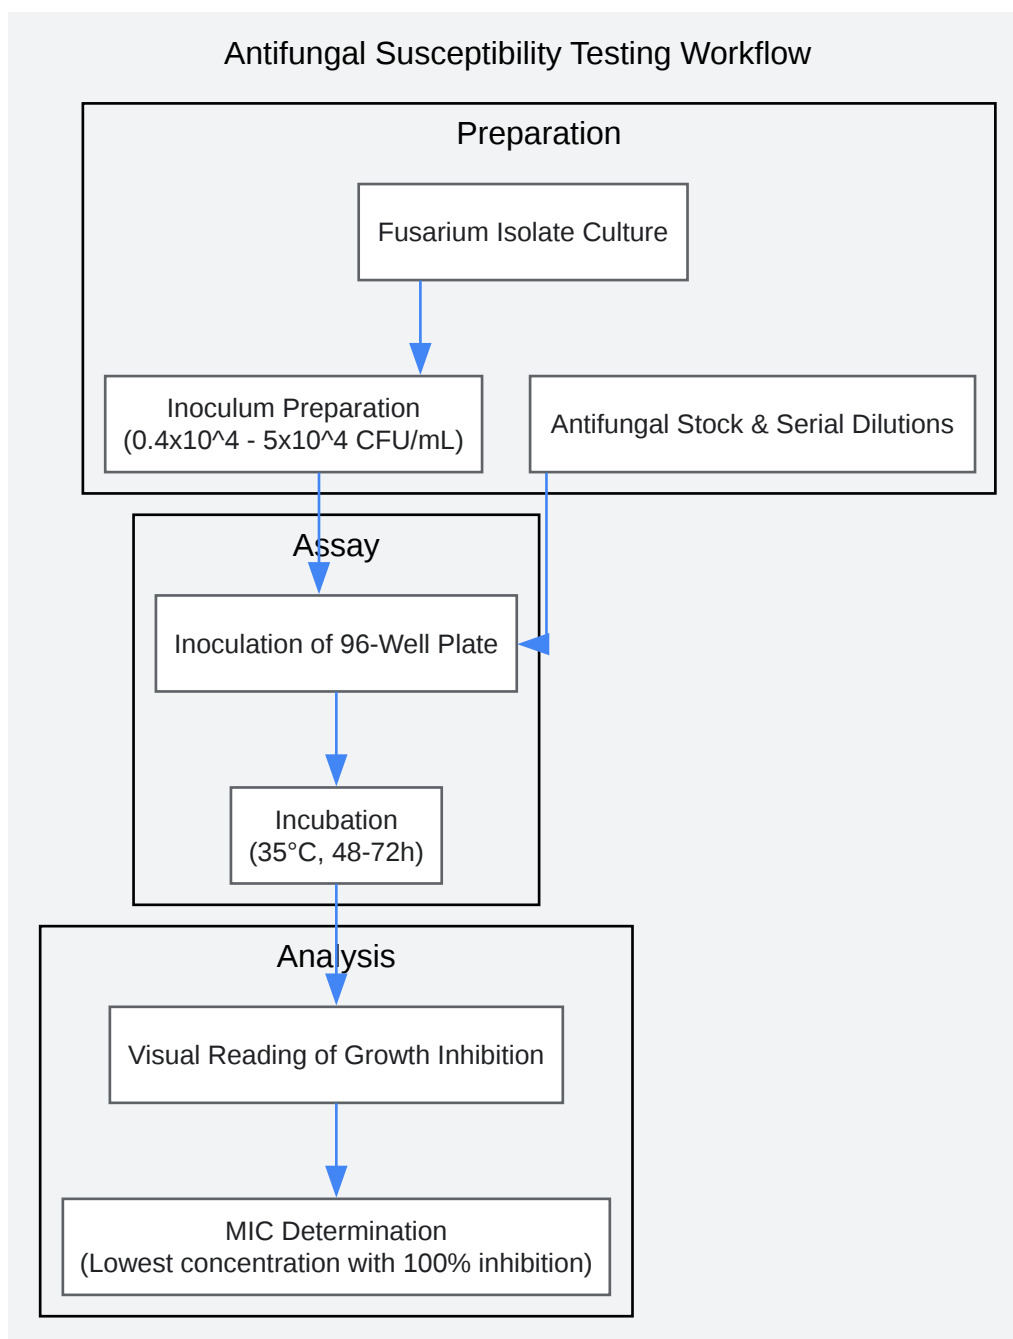 Antifungal Susceptibility Testing Workflow
Preparation
Fusarium Isolate Culture
Inoculum Preparation
(0.4x10^4 - 5x10^4 CFU/mL)
Antifungal Stock & Serial Dilutions
Assay
Inoculation of 96-Well Plate
Incubation
(35°C, 48-72h)
Analysis
Visual Reading of Growth Inhibition
MIC Determination
(Lowest concentration with 100% inhibition)